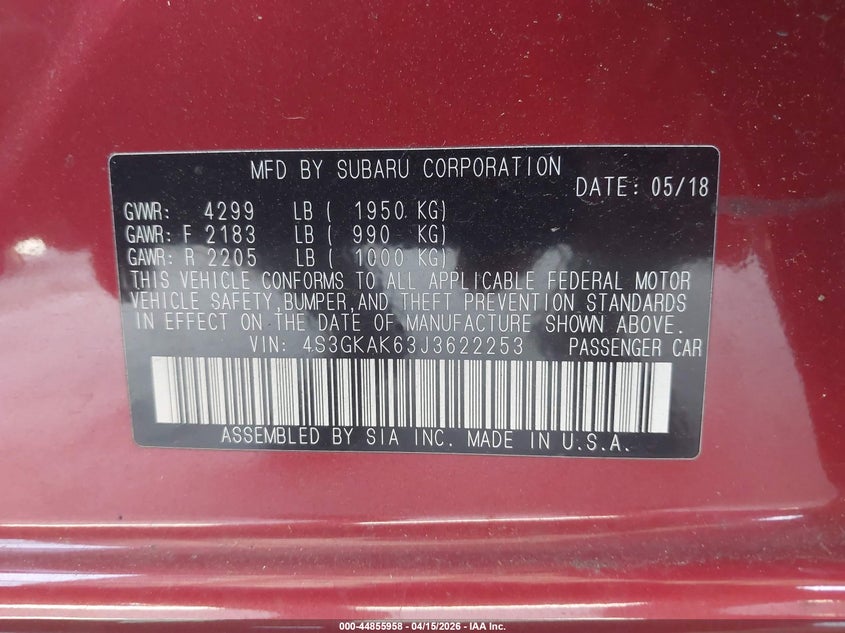 MFD BY SUBARU CORPORATION
DATE: 05/18
GVWR: 4299 LB ( 1950 KG)
GAWR: F 2183 LB ( 990 KG)
GAWR: R 2205 LB ( 1000 KG)
THIS VEHICLE CONFORMS TO ALL APPLICABLE FEDERAL MOTOR
VEHICLE SAFETY,BUMPER,AND THEFT PREVENTION STANDARDS
IN EFFECT ON THE DATE OF MANUFACTURE SHOWN ABOVE.
VIN: 4S3GKAK63J3622253 PASSENGER CAR
ASSEMBLED BY SIA INC. MADE IN U.S.A.
000-44855958 - 04/15/2026 - IAA Inc.